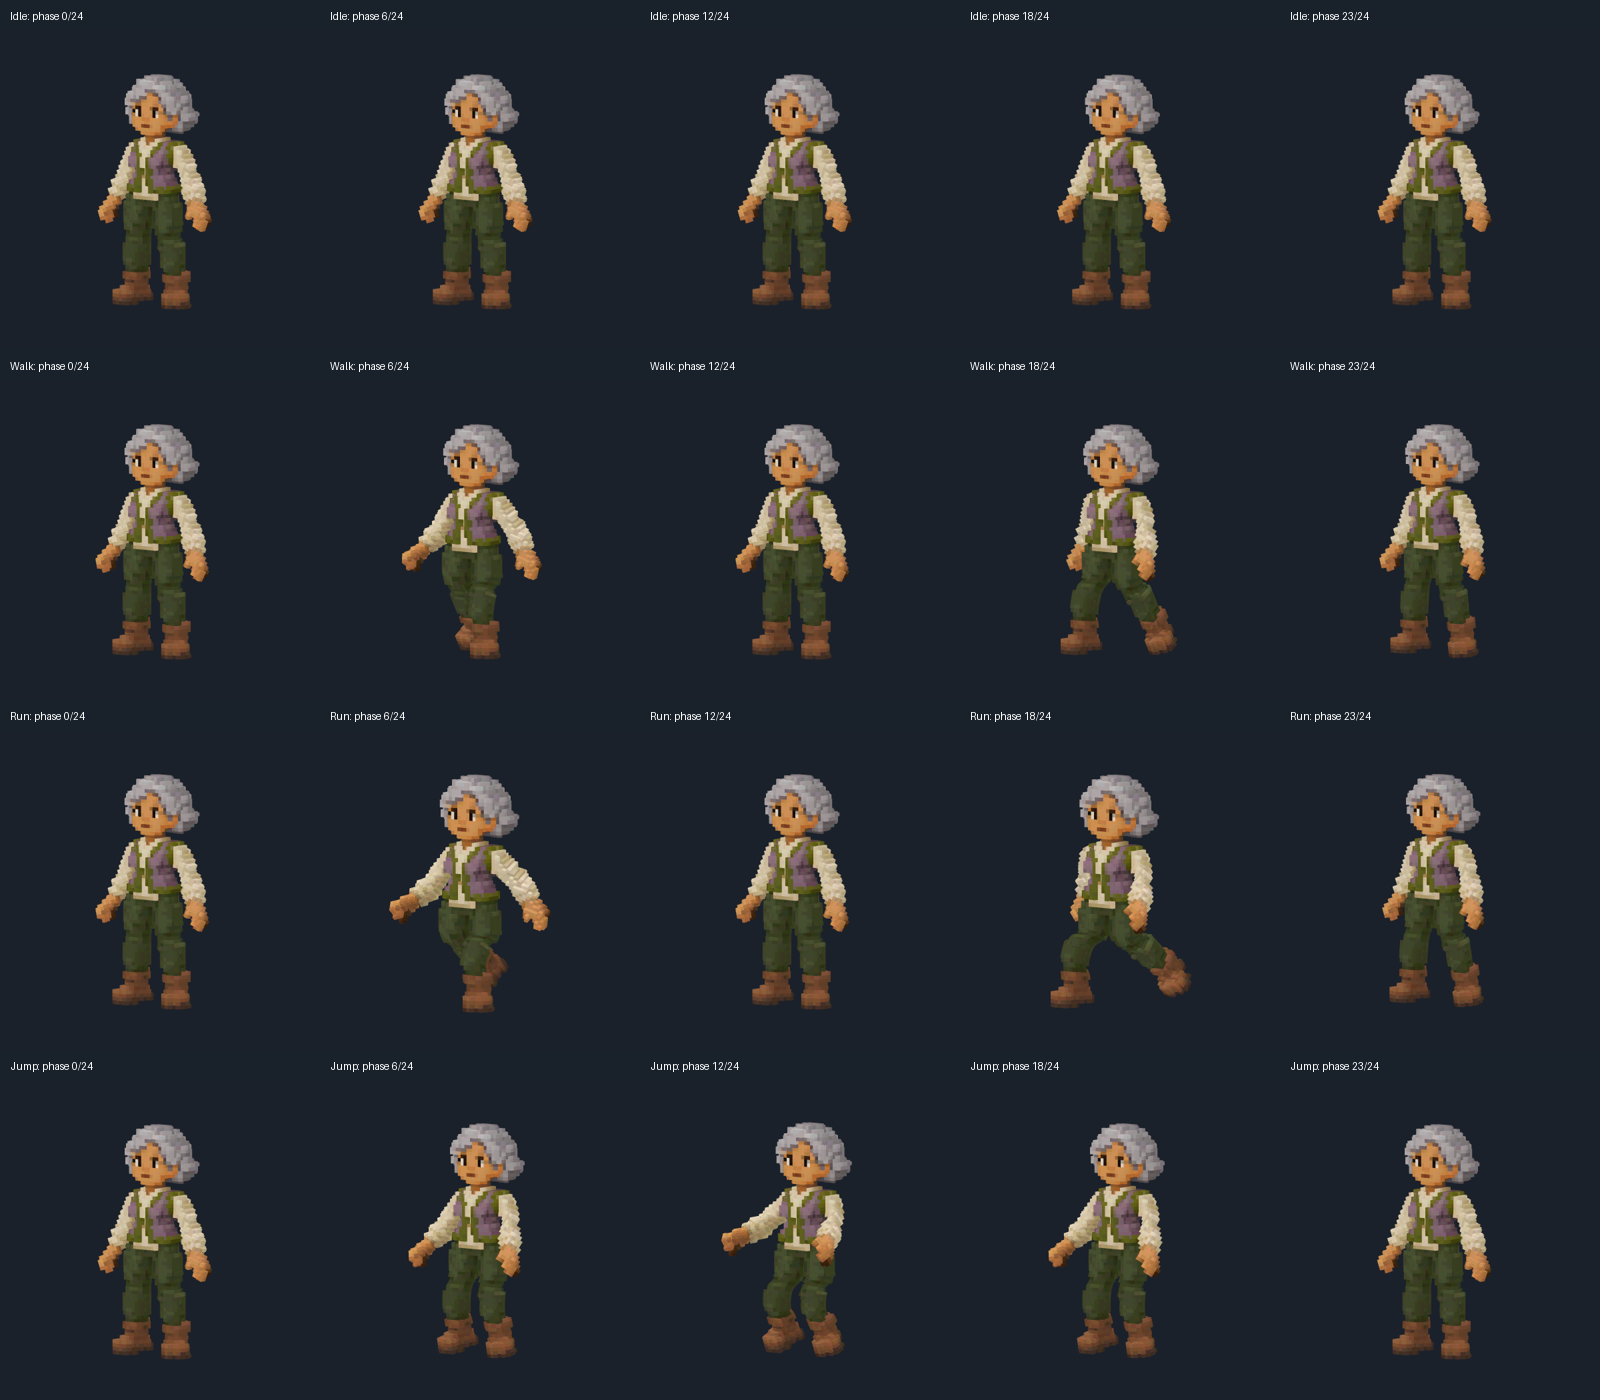 Idle: phase 0/24
Idle: phase 6/24
Idle: phase 12/24
Idle: phase 18/24
Idle: phase 23/24
Walk: phase 0/24
Walk: phase 6/24
Walk: phase 12/24
Walk: phase 18/24
Walk: phase 23/24
Run: phase 0/24
Run: phase 6/24
Run: phase 12/24
Run: phase 18/24
Run: phase 23/24
Jump: phase 0/24
Jump: phase 6/24
Jump: phase 12/24
Jump: phase 18/24
Jump: phase 23/24